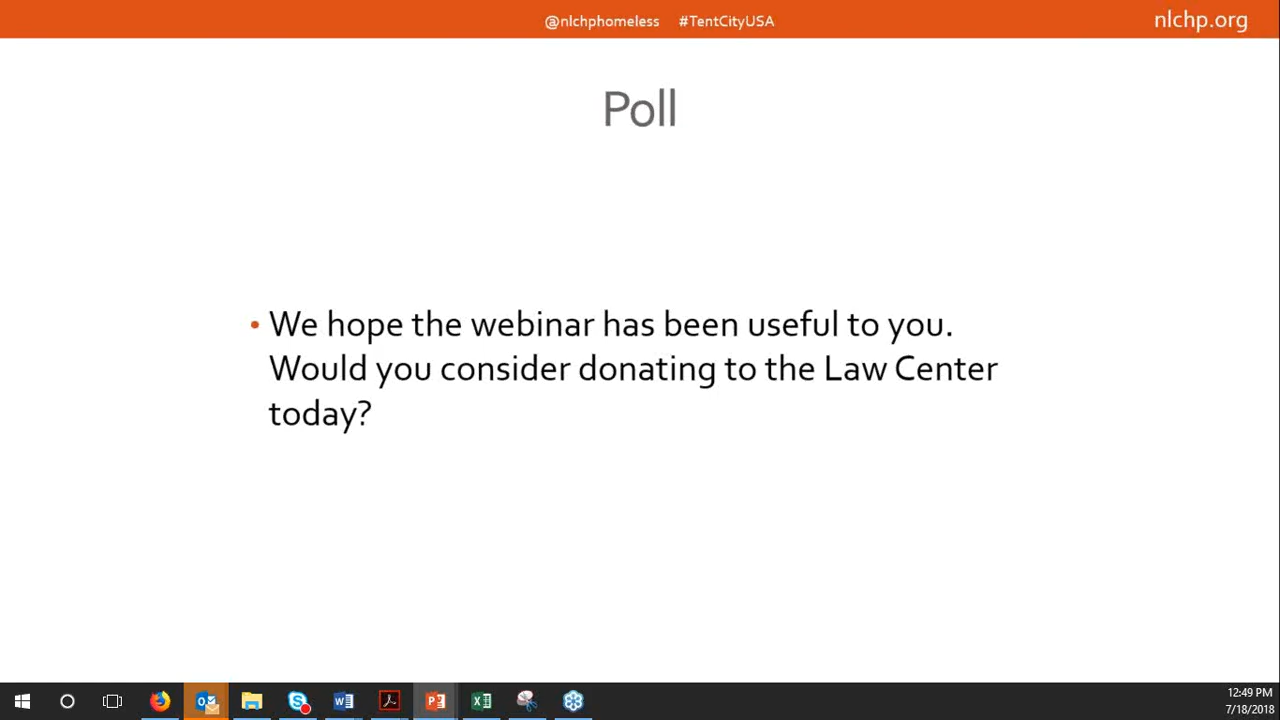 @nlchphomeless #TentCityUSA nlchp.org
Poll
• We hope the webinar has been useful to you.
Would you consider donating to the Law Center
today?
12:49 PM
7/18/2018